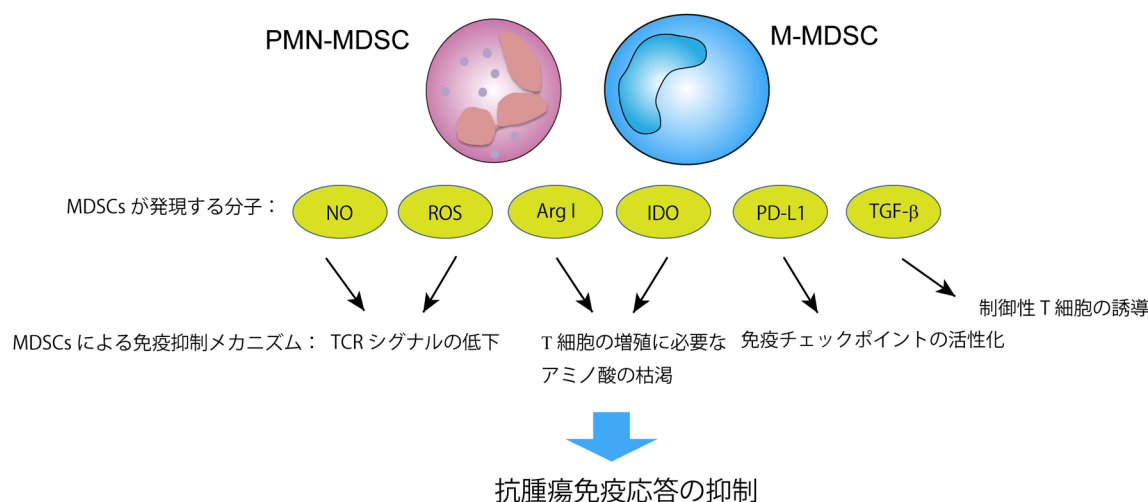 PMN-MDSC
M-MDSC
MDSCs が発現する分子：
NO
ROS
Arg I
IDO
PD-L1
TGF-β
制御性 T 細胞の誘導
MDSCs による免疫抑制メカニズム：
TCR シグナルの低下
T 細胞の増殖に必要な
アミノ酸の枯渇
免疫チェックポイントの活性化
抗腫瘍免疫応答の抑制